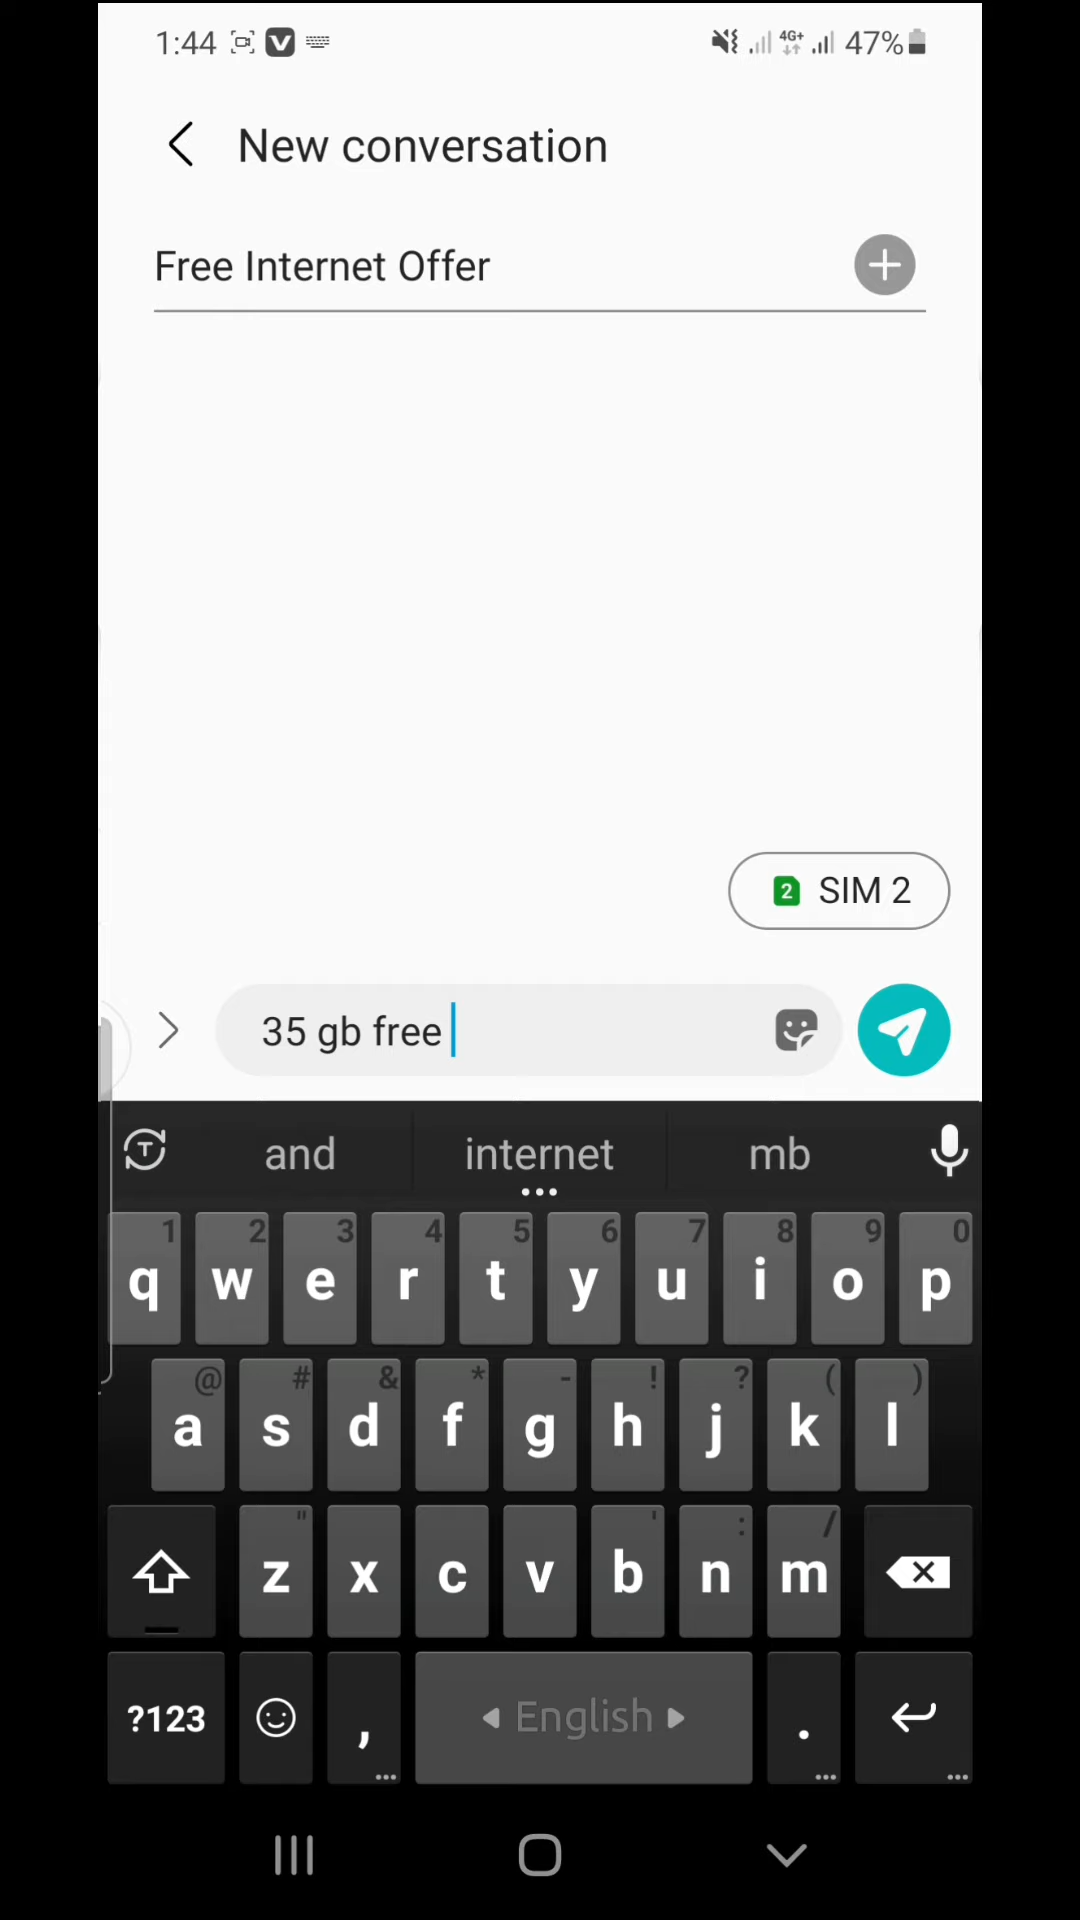 1:44 V 4G+ 47%
New conversation
Free Internet Offer
2 SIM 2
35 gb free
T and internet mb
1 2 3 4 5 6 7 8 9 0
q w e r t y u i o p
@ # & * - ! ? ( )
a s d f g h j k l
" ' : /
z x c v b n m
?123 , English .